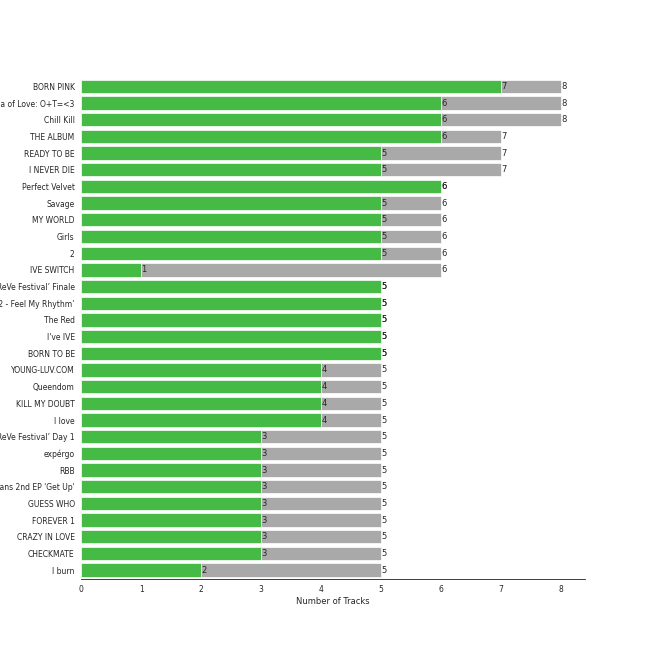 BORN PINK 7 8
a of Love: O+T=<3 6 8
Chill Kill 6 8
THE ALBUM 6 7
READY TO BE 5 7
I NEVER DIE 5 7
Perfect Velvet 6
Savage 5 6
MY WORLD 5 6
Girls 5 6
2 5 6
IVE SWITCH 1 6
ReVe Festival' Finale 5
2 - Feel My Rhythm' 5
The Red 5
I've IVE 5
BORN TO BE 5
YOUNG-LUV.COM 4 5
Queendom 4 5
KILL MY DOUBT 4 5
I love 4 5
ReVe Festival' Day 1 3 5
expérgo 3 5
RBB 3 5
ans 2nd EP 'Get Up' 3 5
GUESS WHO 3 5
FOREVER 1 3 5
CRAZY IN LOVE 3 5
CHECKMATE 3 5
I burn 2 5
0 1 2 3 4 5 6 7 8
Number of Tracks